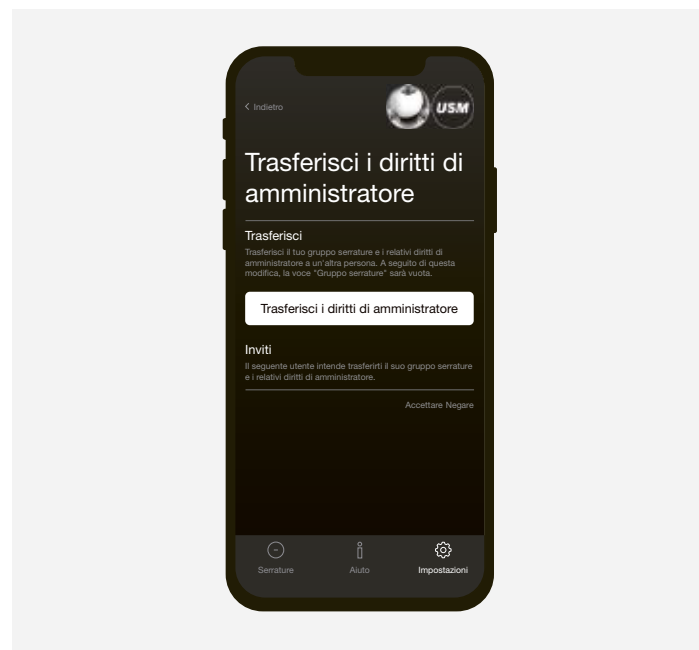 Indietro
USM
Trasferisci i diritti di
amministratore
Trasferisci
Trasferisci il tuo gruppo serrature e i relativi diritti di
amministratore a un'altra persona. A seguito di questa
modifica, la voce "Gruppo serrature" sarà vuota.
Trasferisci i diritti di amministratore
Inviti
Il seguente utente intende trasferirti il suo gruppo serrature
e i relativi diritti di amministratore.
Accettare Negare
Serrature Aiuto Impostazioni